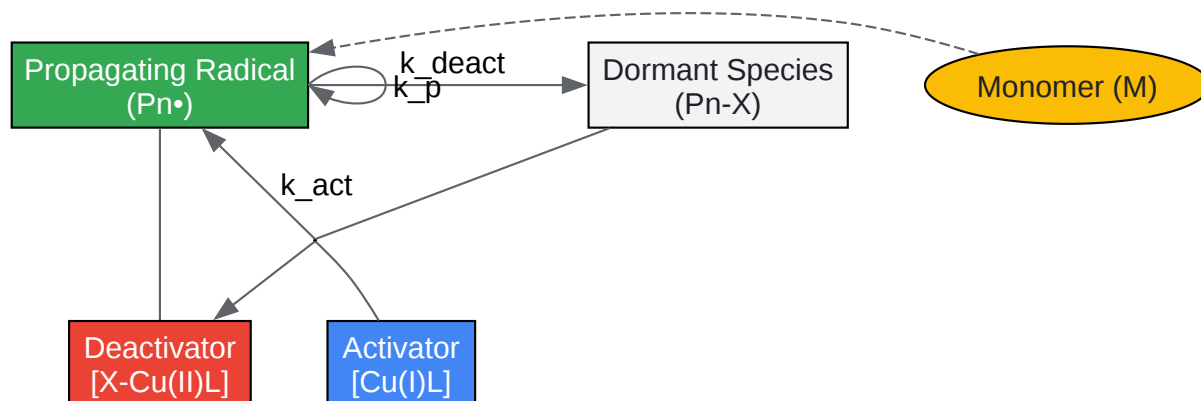 Propagating Radical
(Pn•)
k_deact
k_p
Dormant Species
(Pn-X)
Monomer (M)
k_act
Deactivator
[X-Cu(II)L]
Activator
[Cu(I)L]